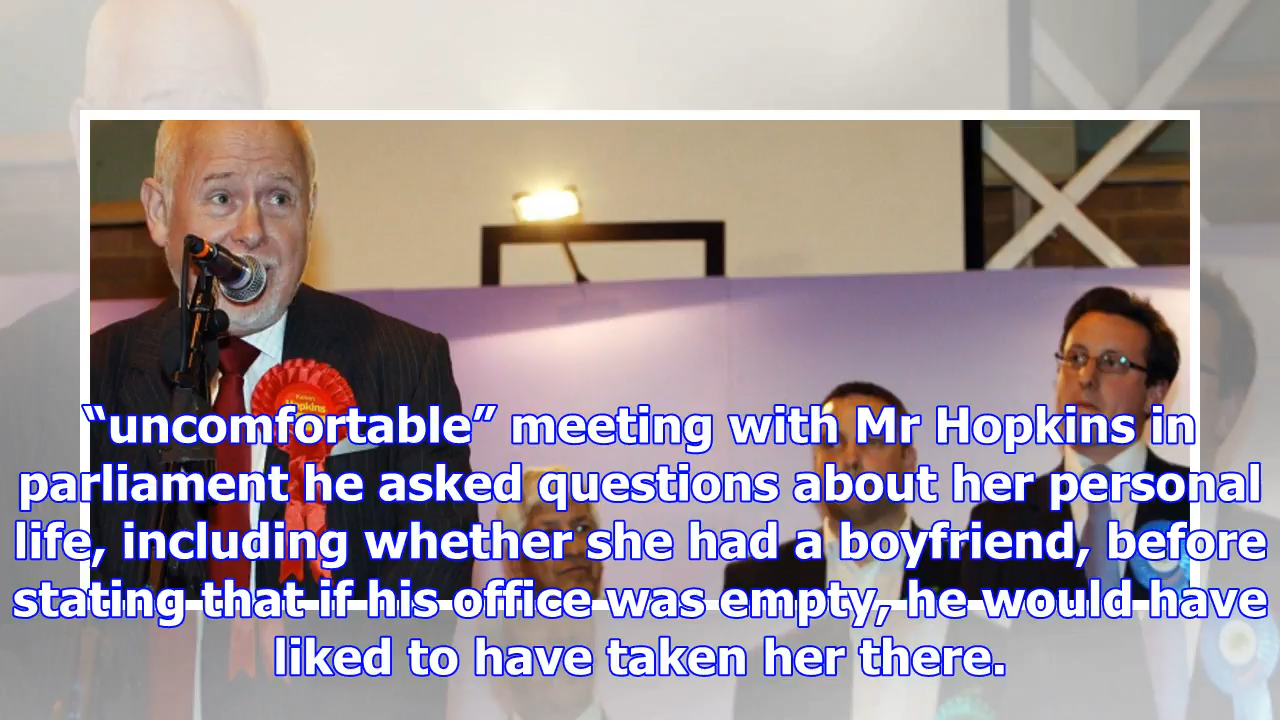 Hopkins
“uncomfortable” meeting with Mr Hopkins in
parliament he asked questions about her personal
life, including whether she had a boyfriend, before
stating that if his office was empty, he would have
liked to have taken her there.